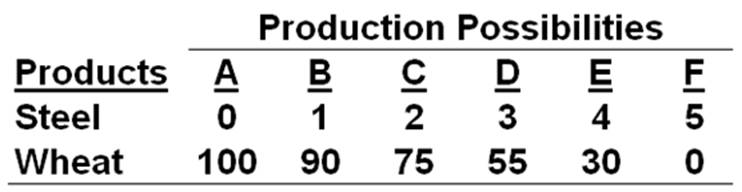 Production Possibilities
Products A B C D E F
Steel 0 1 2 3 4 5
Wheat 100 90 75 55 30 0